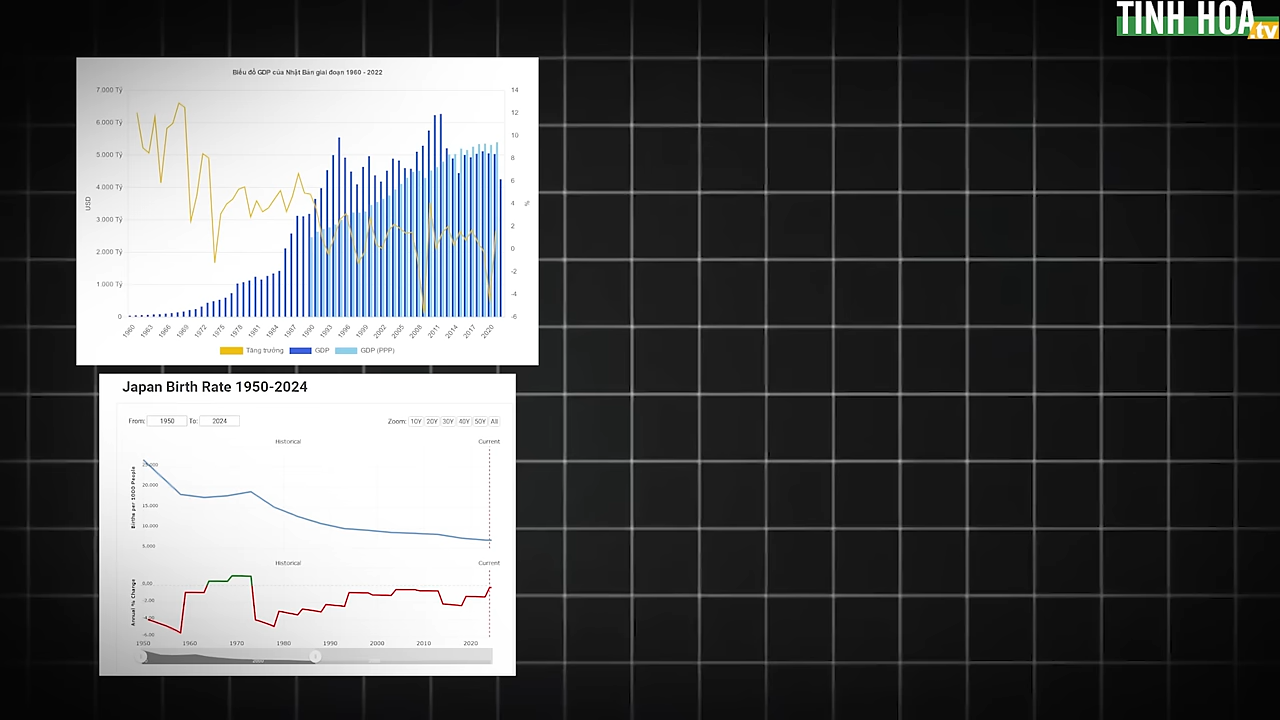 TINH HOA
.tv
Biểu đồ GDP của Nhật Bản giai đoạn 1960 - 2022
7.000 Tỷ
6.000 Tỷ
5.000 Tỷ
4.000 Tỷ
3.000 Tỷ
2.000 Tỷ
1.000 Tỷ
0
USD
14
12
10
8
6
4
2
0
-2
-4
-6
%
1960 1963 1966 1969 1972 1975 1978 1981 1984 1987 1990 1993 1996 1999 2002 2005 2008 2011 2014 2017 2020
Tăng trưởng GDP GDP (PPP)
Japan Birth Rate 1950-2024
From: 1950 To: 2024 Zoom: 10Y 20Y 30Y 40Y 50Y All
Historical Current
Births per 1000 People
25.000
20.000
15.000
10.000
5.000
Historical Current
Annual % Change
0.00
-2.00
-4.00
-6.00
1950 1960 1970 1980 1990 2000 2010 2020
2000